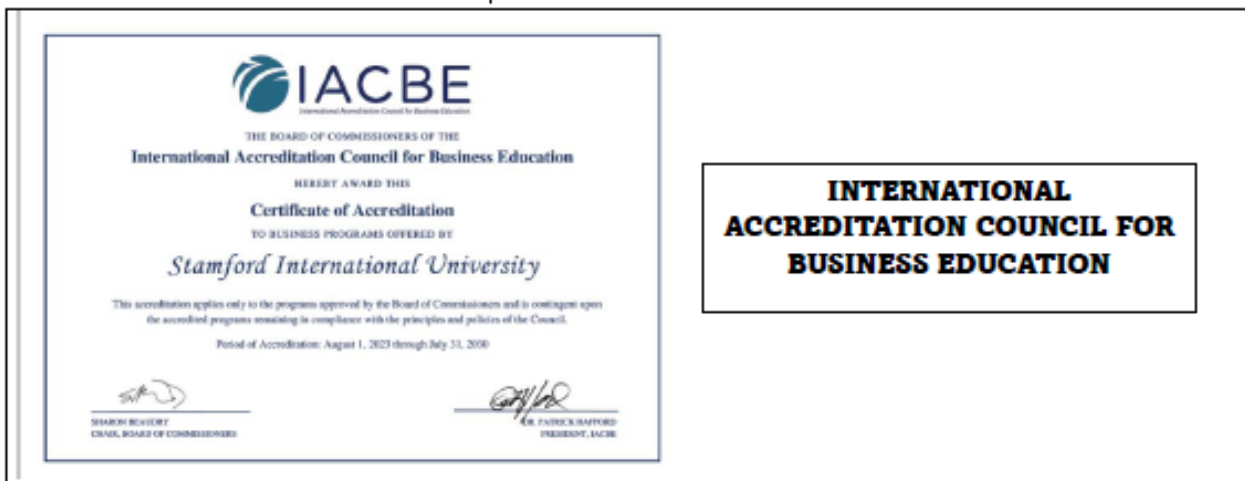 IACBE
International Accreditation Council for Business Education
THE BOARD OF COMMISSIONERS OF THE
International Accreditation Council for Business Education
HEREBY AWARD THIS
Certificate of Accreditation
TO BUSINESS PROGRAMS OFFERED BY
Stamford International University
This accreditation applies only to the programs approved by the Board of Commissioners and is contingent upon
the accredited programs remaining in compliance with the principles and policies of the Council.
Period of Accreditation: August 1, 2023 through July 31, 2030
SHARON BEAUDRY
CHAIR, BOARD OF COMMISSIONERS
DR. PATRICK HAFFORD
PRESIDENT, IACBE
INTERNATIONAL
ACCREDITATION COUNCIL FOR
BUSINESS EDUCATION